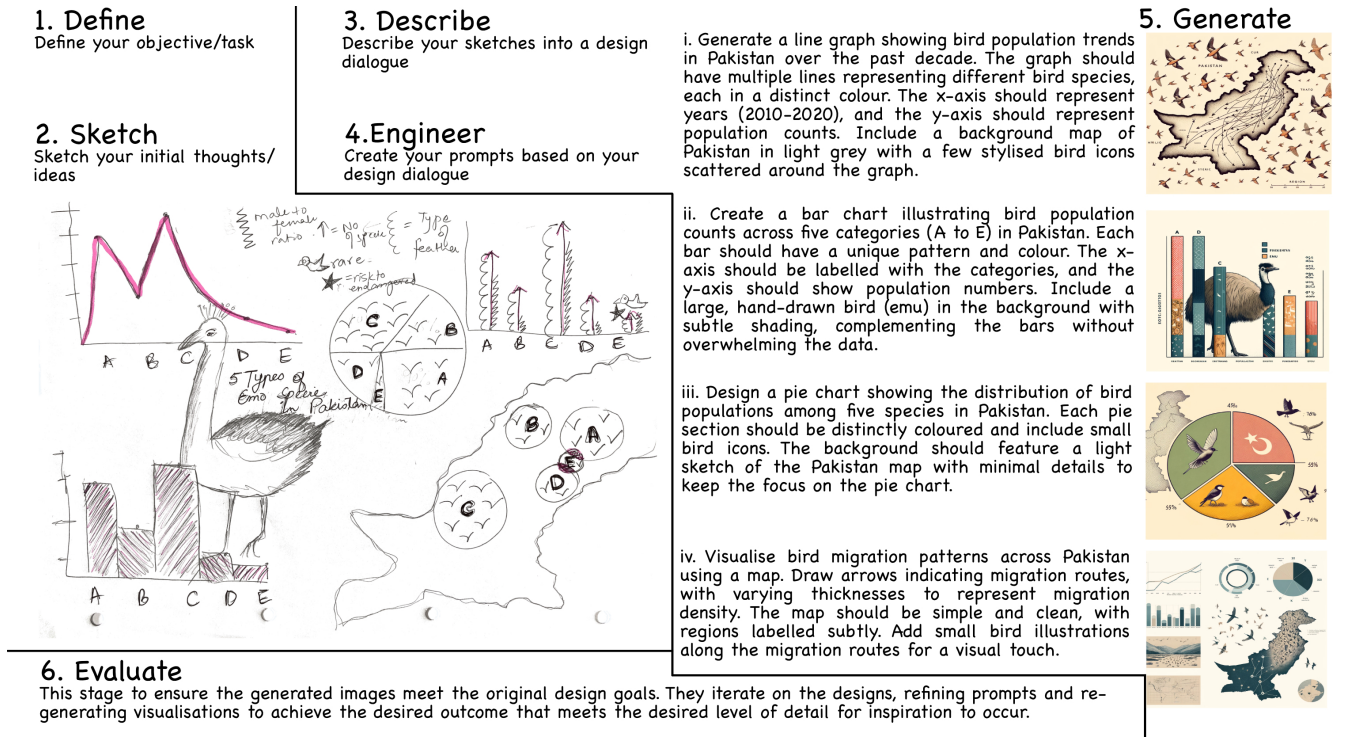 1. Define
Define your objective/task
2. Sketch
Sketch your initial thoughts/
ideas
3. Describe
Describe your sketches into a design
dialogue
4.Engineer
Create your prompts based on your
design dialogue
male to
female
ratio
↑ = No
of species
= Type
of
feather
rare
= risk to
endangered
A B C D E
5 Types of
Emo Species
in Pakistan
C
B
D
A
E
A B C D E
B
A
E
D
C
A B C D E
i. Generate a line graph showing bird population trends
in Pakistan over the past decade. The graph should
have multiple lines representing different bird species,
each in a distinct colour. The x-axis should represent
years (2010-2020), and the y-axis should represent
population counts. Include a background map of
Pakistan in light grey with a few stylised bird icons
scattered around the graph.
ii. Create a bar chart illustrating bird population
counts across five categories (A to E) in Pakistan. Each
bar should have a unique pattern and colour. The x-
axis should be labelled with the categories, and the
y-axis should show population numbers. Include a
large, hand-drawn bird (emu) in the background with
subtle shading, complementing the bars without
overwhelming the data.
iii. Design a pie chart showing the distribution of bird
populations among five species in Pakistan. Each pie
section should be distinctly coloured and include small
bird icons. The background should feature a light
sketch of the Pakistan map with minimal details to
keep the focus on the pie chart.
iv. Visualise bird migration patterns across Pakistan
using a map. Draw arrows indicating migration routes,
with varying thicknesses to represent migration
density. The map should be simple and clean, with
regions labelled subtly. Add small bird illustrations
along the migration routes for a visual touch.
5. Generate
PAKISTAN
A D
C
EMU
E
6. Evaluate
This stage to ensure the generated images meet the original design goals. They iterate on the designs, refining prompts and re-
generating visualisations to achieve the desired outcome that meets the desired level of detail for inspiration to occur.